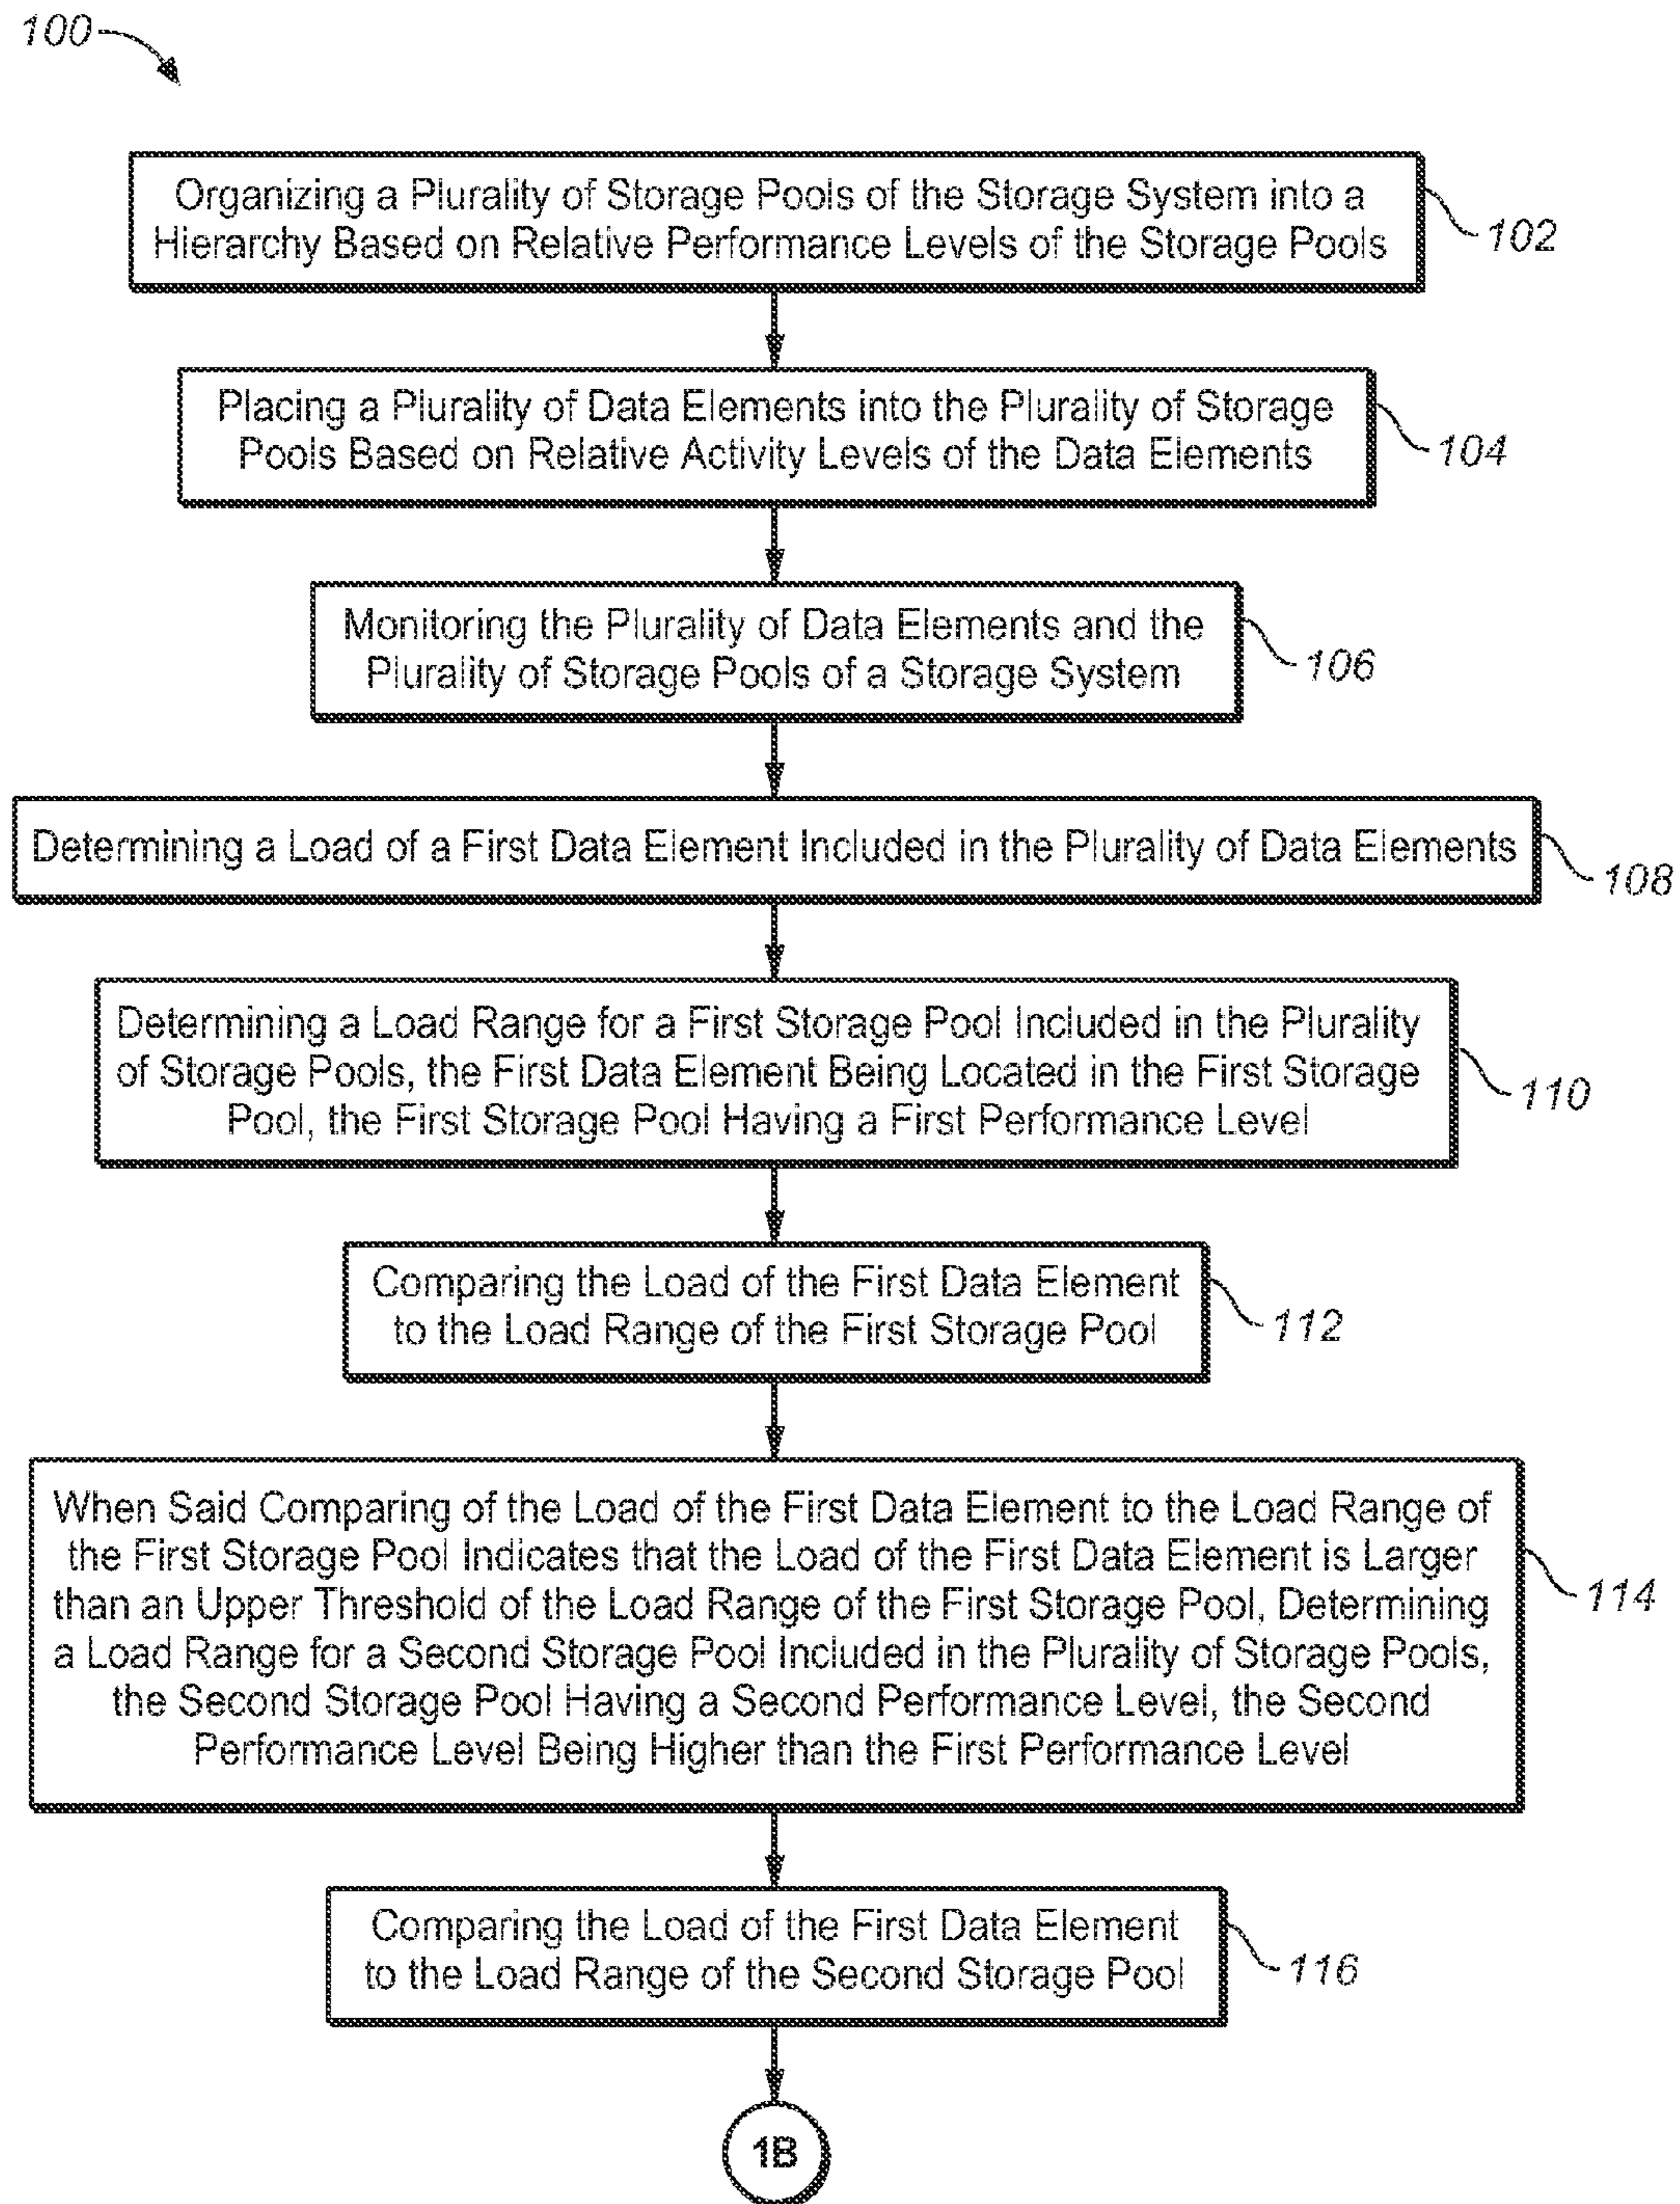 100
Organizing a Plurality of Storage Pools of the Storage System into a
Hierarchy Based on Relative Performance Levels of the Storage Pools
102
Placing a Plurality of Data Elements into the Plurality of Storage
Pools Based on Relative Activity Levels of the Data Elements
104
Monitoring the Plurality of Data Elements and the
Plurality of Storage Pools of a Storage System
106
Determining a Load of a First Data Element Included in the Plurality of Data Elements
108
Determining a Load Range for a First Storage Pool Included in the Plurality
of Storage Pools, the First Data Element Being Located in the First Storage
Pool, the First Storage Pool Having a First Performance Level
110
Comparing the Load of the First Data Element
to the Load Range of the First Storage Pool
112
When Said Comparing of the Load of the First Data Element to the Load Range of
the First Storage Pool Indicates that the Load of the First Data Element is Larger
than an Upper Threshold of the Load Range of the First Storage Pool, Determining
a Load Range for a Second Storage Pool Included in the Plurality of Storage Pools,
the Second Storage Pool Having a Second Performance Level, the Second
Performance Level Being Higher than the First Performance Level
114
Comparing the Load of the First Data Element
to the Load Range of the Second Storage Pool
116
1B